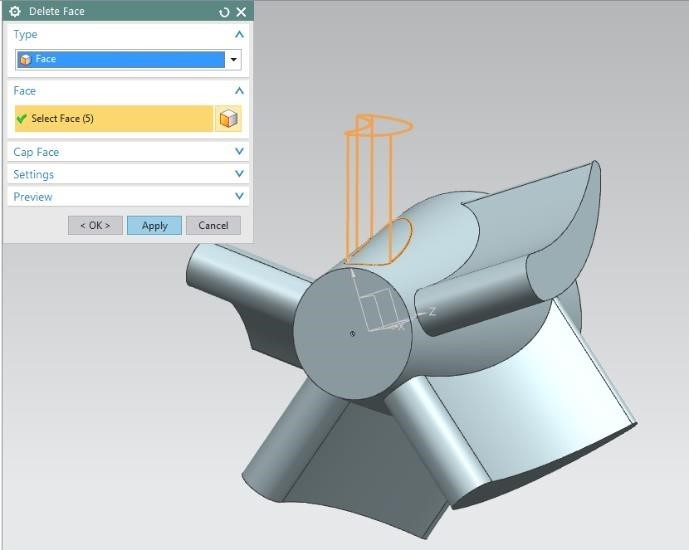 Delete Face
Type
Face
Face
Select Face (5)
Cap Face
Settings
Preview
< OK >
Apply
Cancel
Z
X